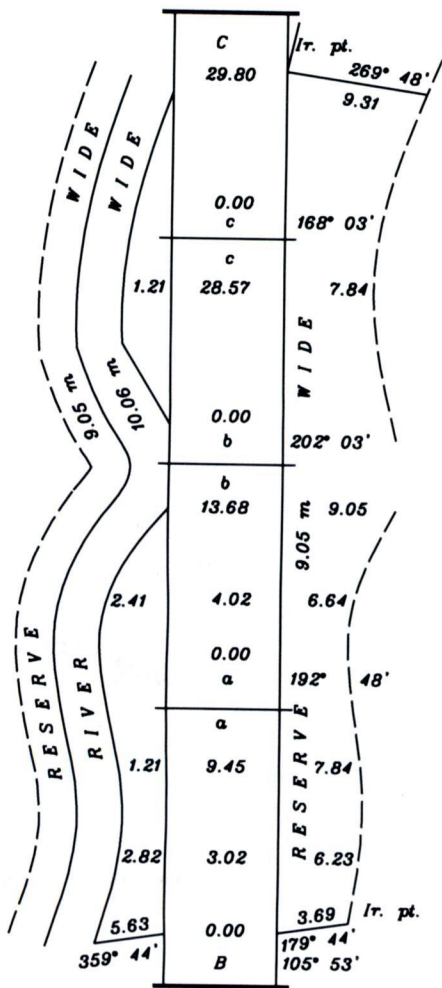 C Ir. pt.
29.80 269° 48'
9.31
0.00
c 168° 03'
c
1.21 28.57 7.84
0.00
b 202° 03'
b
13.68 9.05
2.41 4.02 6.64
0.00
a 192° 48'
a
1.21 9.45 7.84
2.82 3.02 6.23
5.63 0.00 3.69 Ir. pt.
359° 44' 179° 44'
B 105° 53'
RESERVE 9.05 m WIDE
RIVER 10.06 m WIDE
RESERVE 9.05 m WIDE